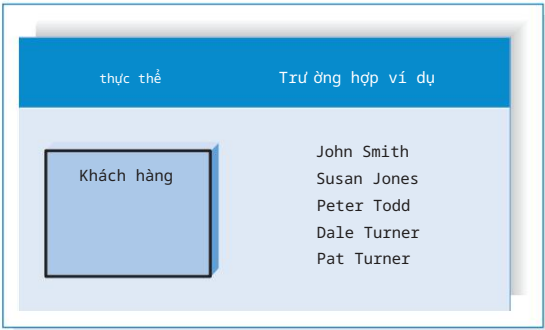 thực thể
Trư ờng hợp ví dụ
Khách hàng
John Smith
Susan Jones
Peter Todd
Dale Turner
Pat Turner